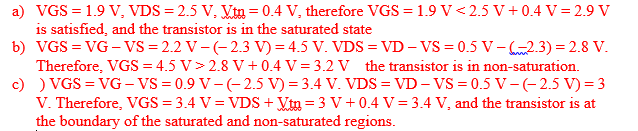 a) VGS = 1.9 V, VDS = 2.5 V, Vtn = 0.4 V, therefore VGS = 1.9 V < 2.5 V + 0.4 V = 2.9 V
is satisfied, and the transistor is in the saturated state
b) VGS = VG – VS = 2.2 V – (– 2.3 V) = 4.5 V. VDS = VD – VS = 0.5 V – (–2.3) = 2.8 V.
Therefore, VGS = 4.5 V > 2.8 V + 0.4 V = 3.2 V the transistor is in non-saturation.
c) ) VGS = VG – VS = 0.9 V – (– 2.5 V) = 3.4 V. VDS = VD – VS = 0.5 V – (– 2.5 V) = 3
V. Therefore, VGS = 3.4 V = VDS + Vtn = 3 V + 0.4 V = 3.4 V, and the transistor is at
the boundary of the saturated and non-saturated regions.